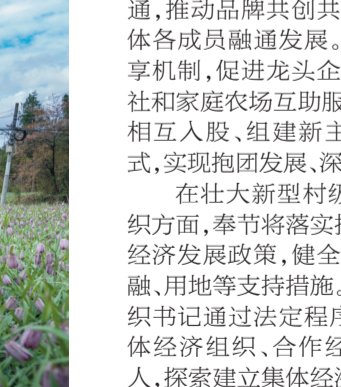 通,推动品牌共创共
体各成员融通发展。
享机制,促进龙头企
社和家庭农场互助服
相互入股、组建新主
式,实现抱团发展、深
在壮大新型村级
织方面,奉节将落实
经济发展政策,健全
融、用地等支持措施。
织书记通过法定程序
体经济组织、合作经
人,探索建立集体经